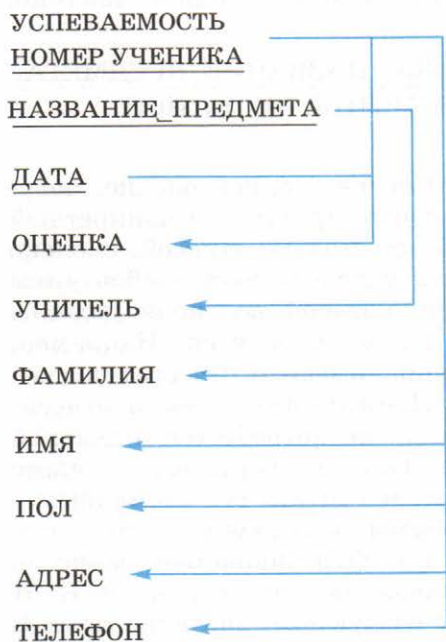 УСПЕВАЕМОСТЬ
НОМЕР УЧЕНИКА
НАЗВАНИЕ_ПРЕДМЕТА
ДАТА
ОЦЕНКА
УЧИТЕЛЬ
ФАМИЛИЯ
ИМЯ
ПОЛ
АДРЕС
ТЕЛЕФОН